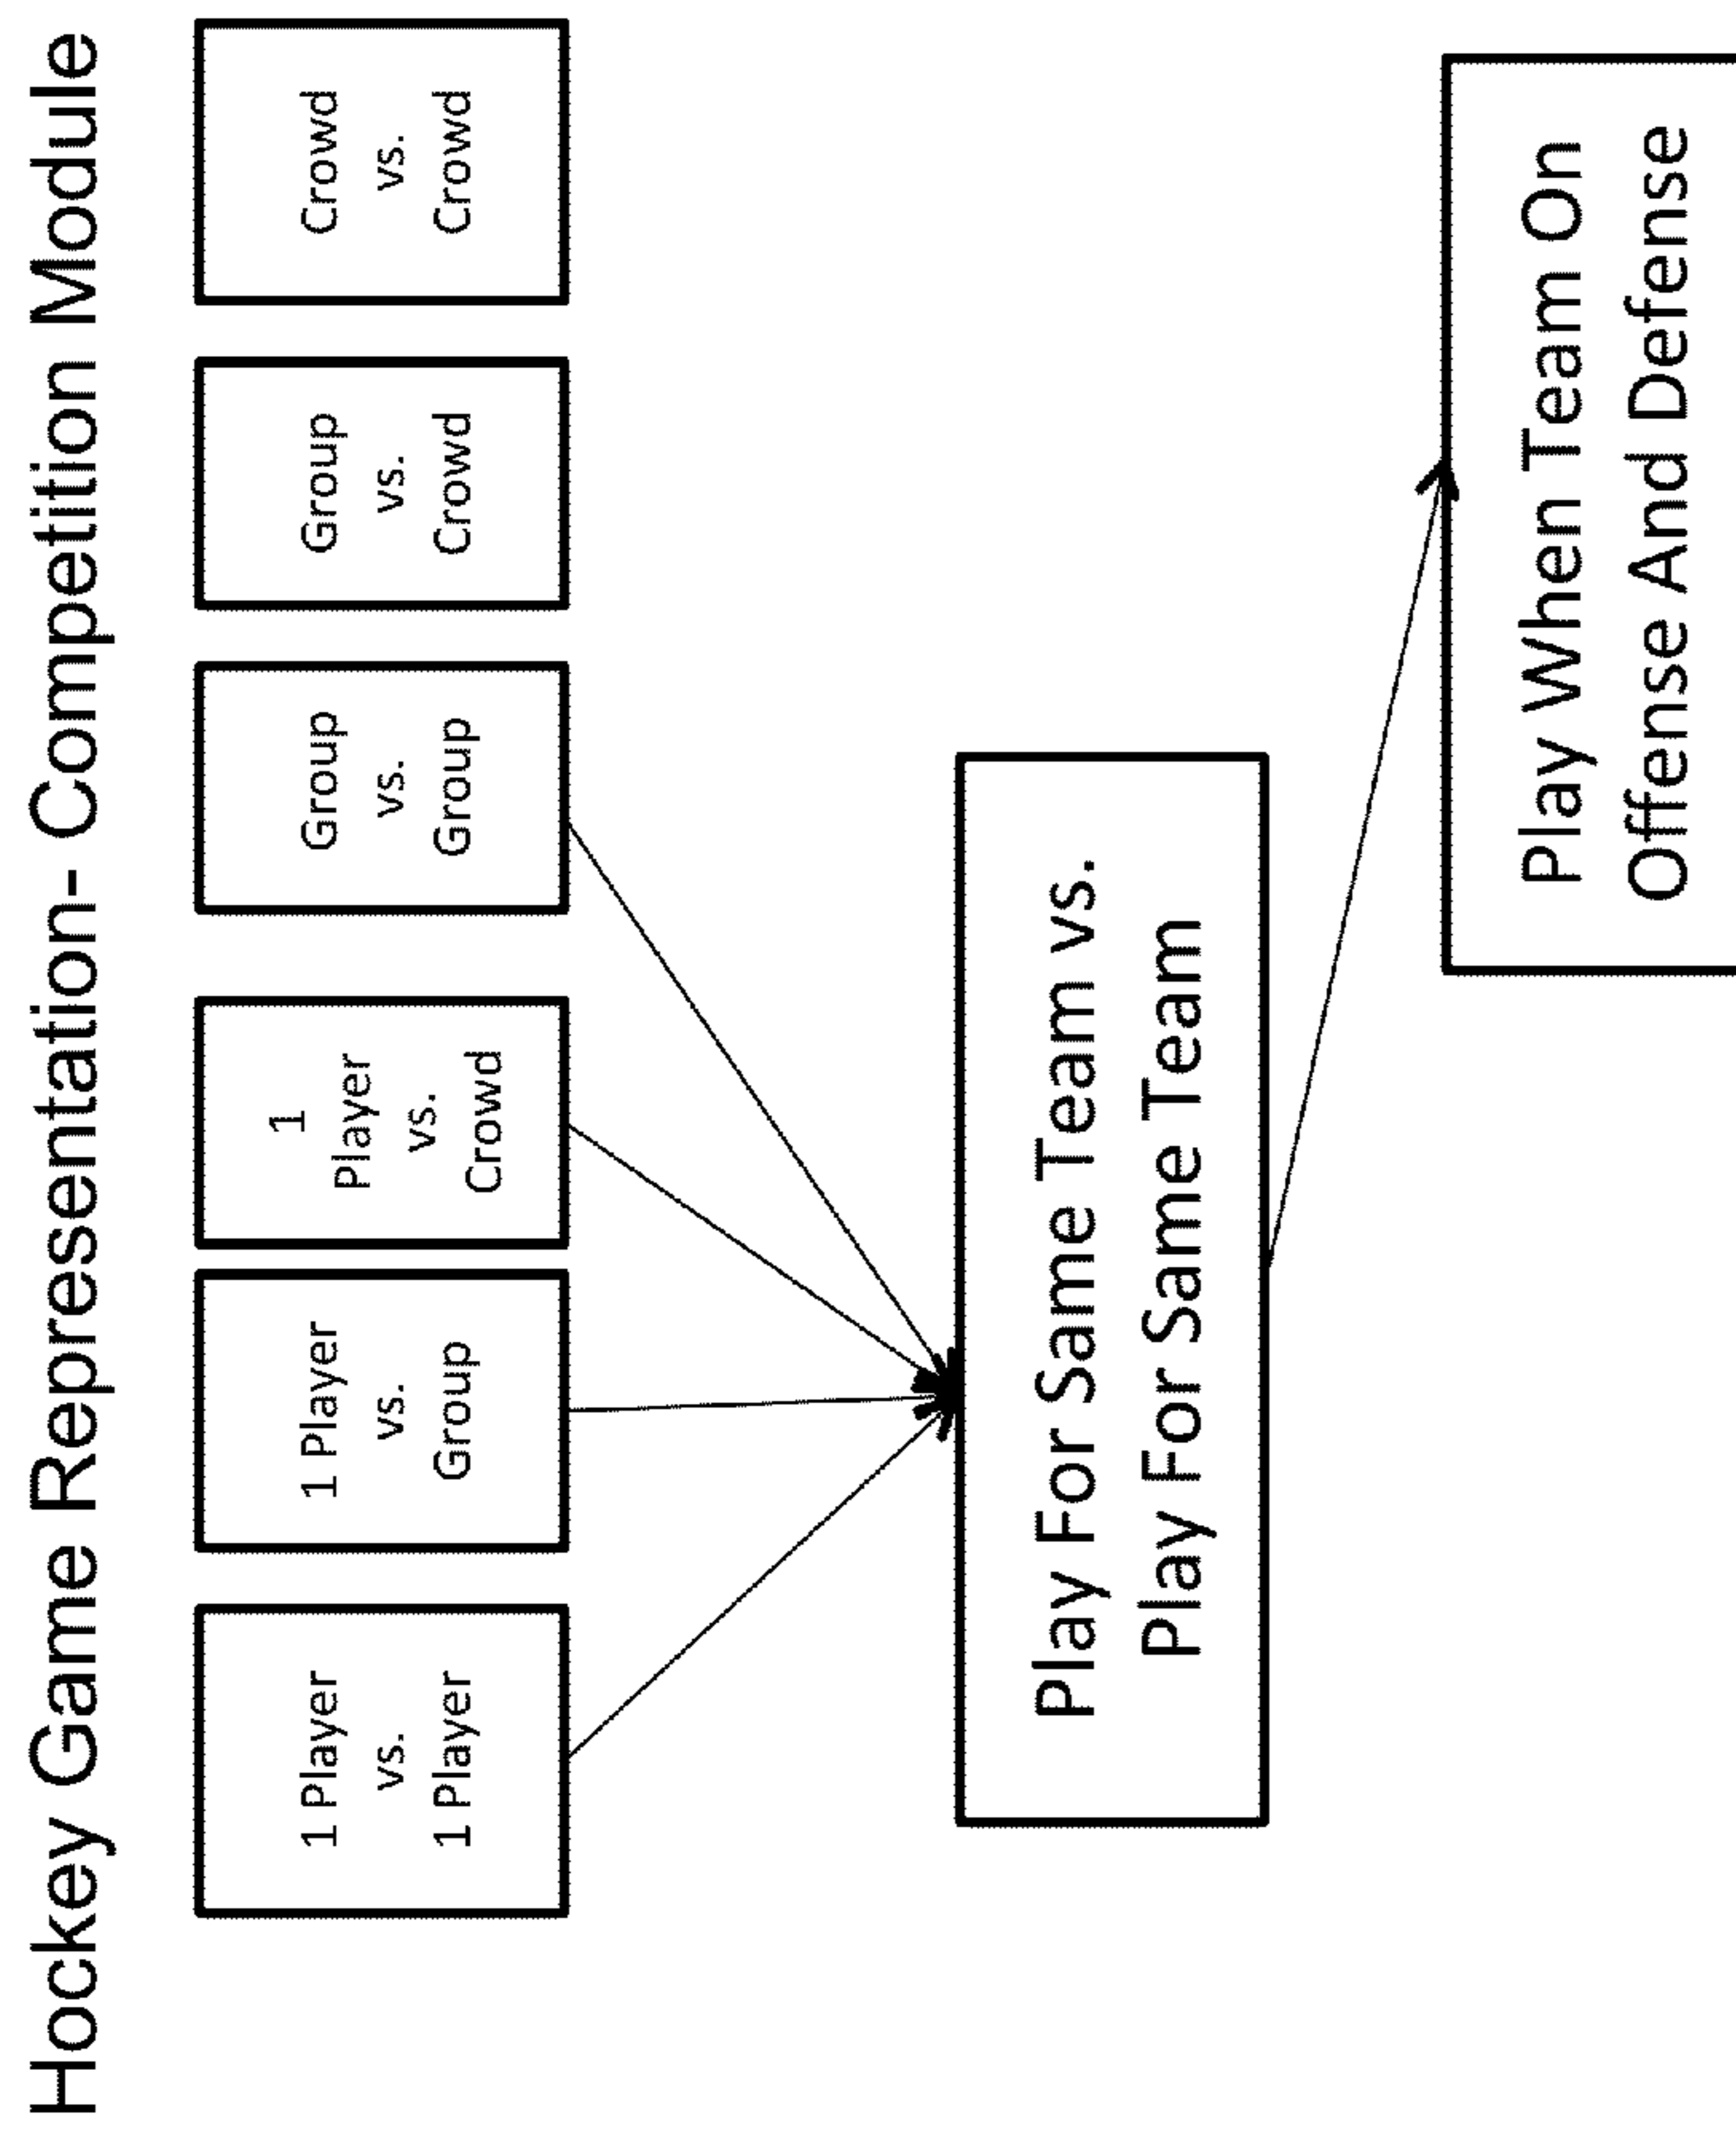 Hockey Game Representation- Competition Module
1 Player
vs.
1 Player
1 Player
vs.
Group
1
Player
vs.
Crowd
Group
vs.
Group
Group
vs.
Crowd
Crowd
vs.
Crowd
Play For Same Team vs.
Play For Same Team
Play When Team On
Offense And Defense